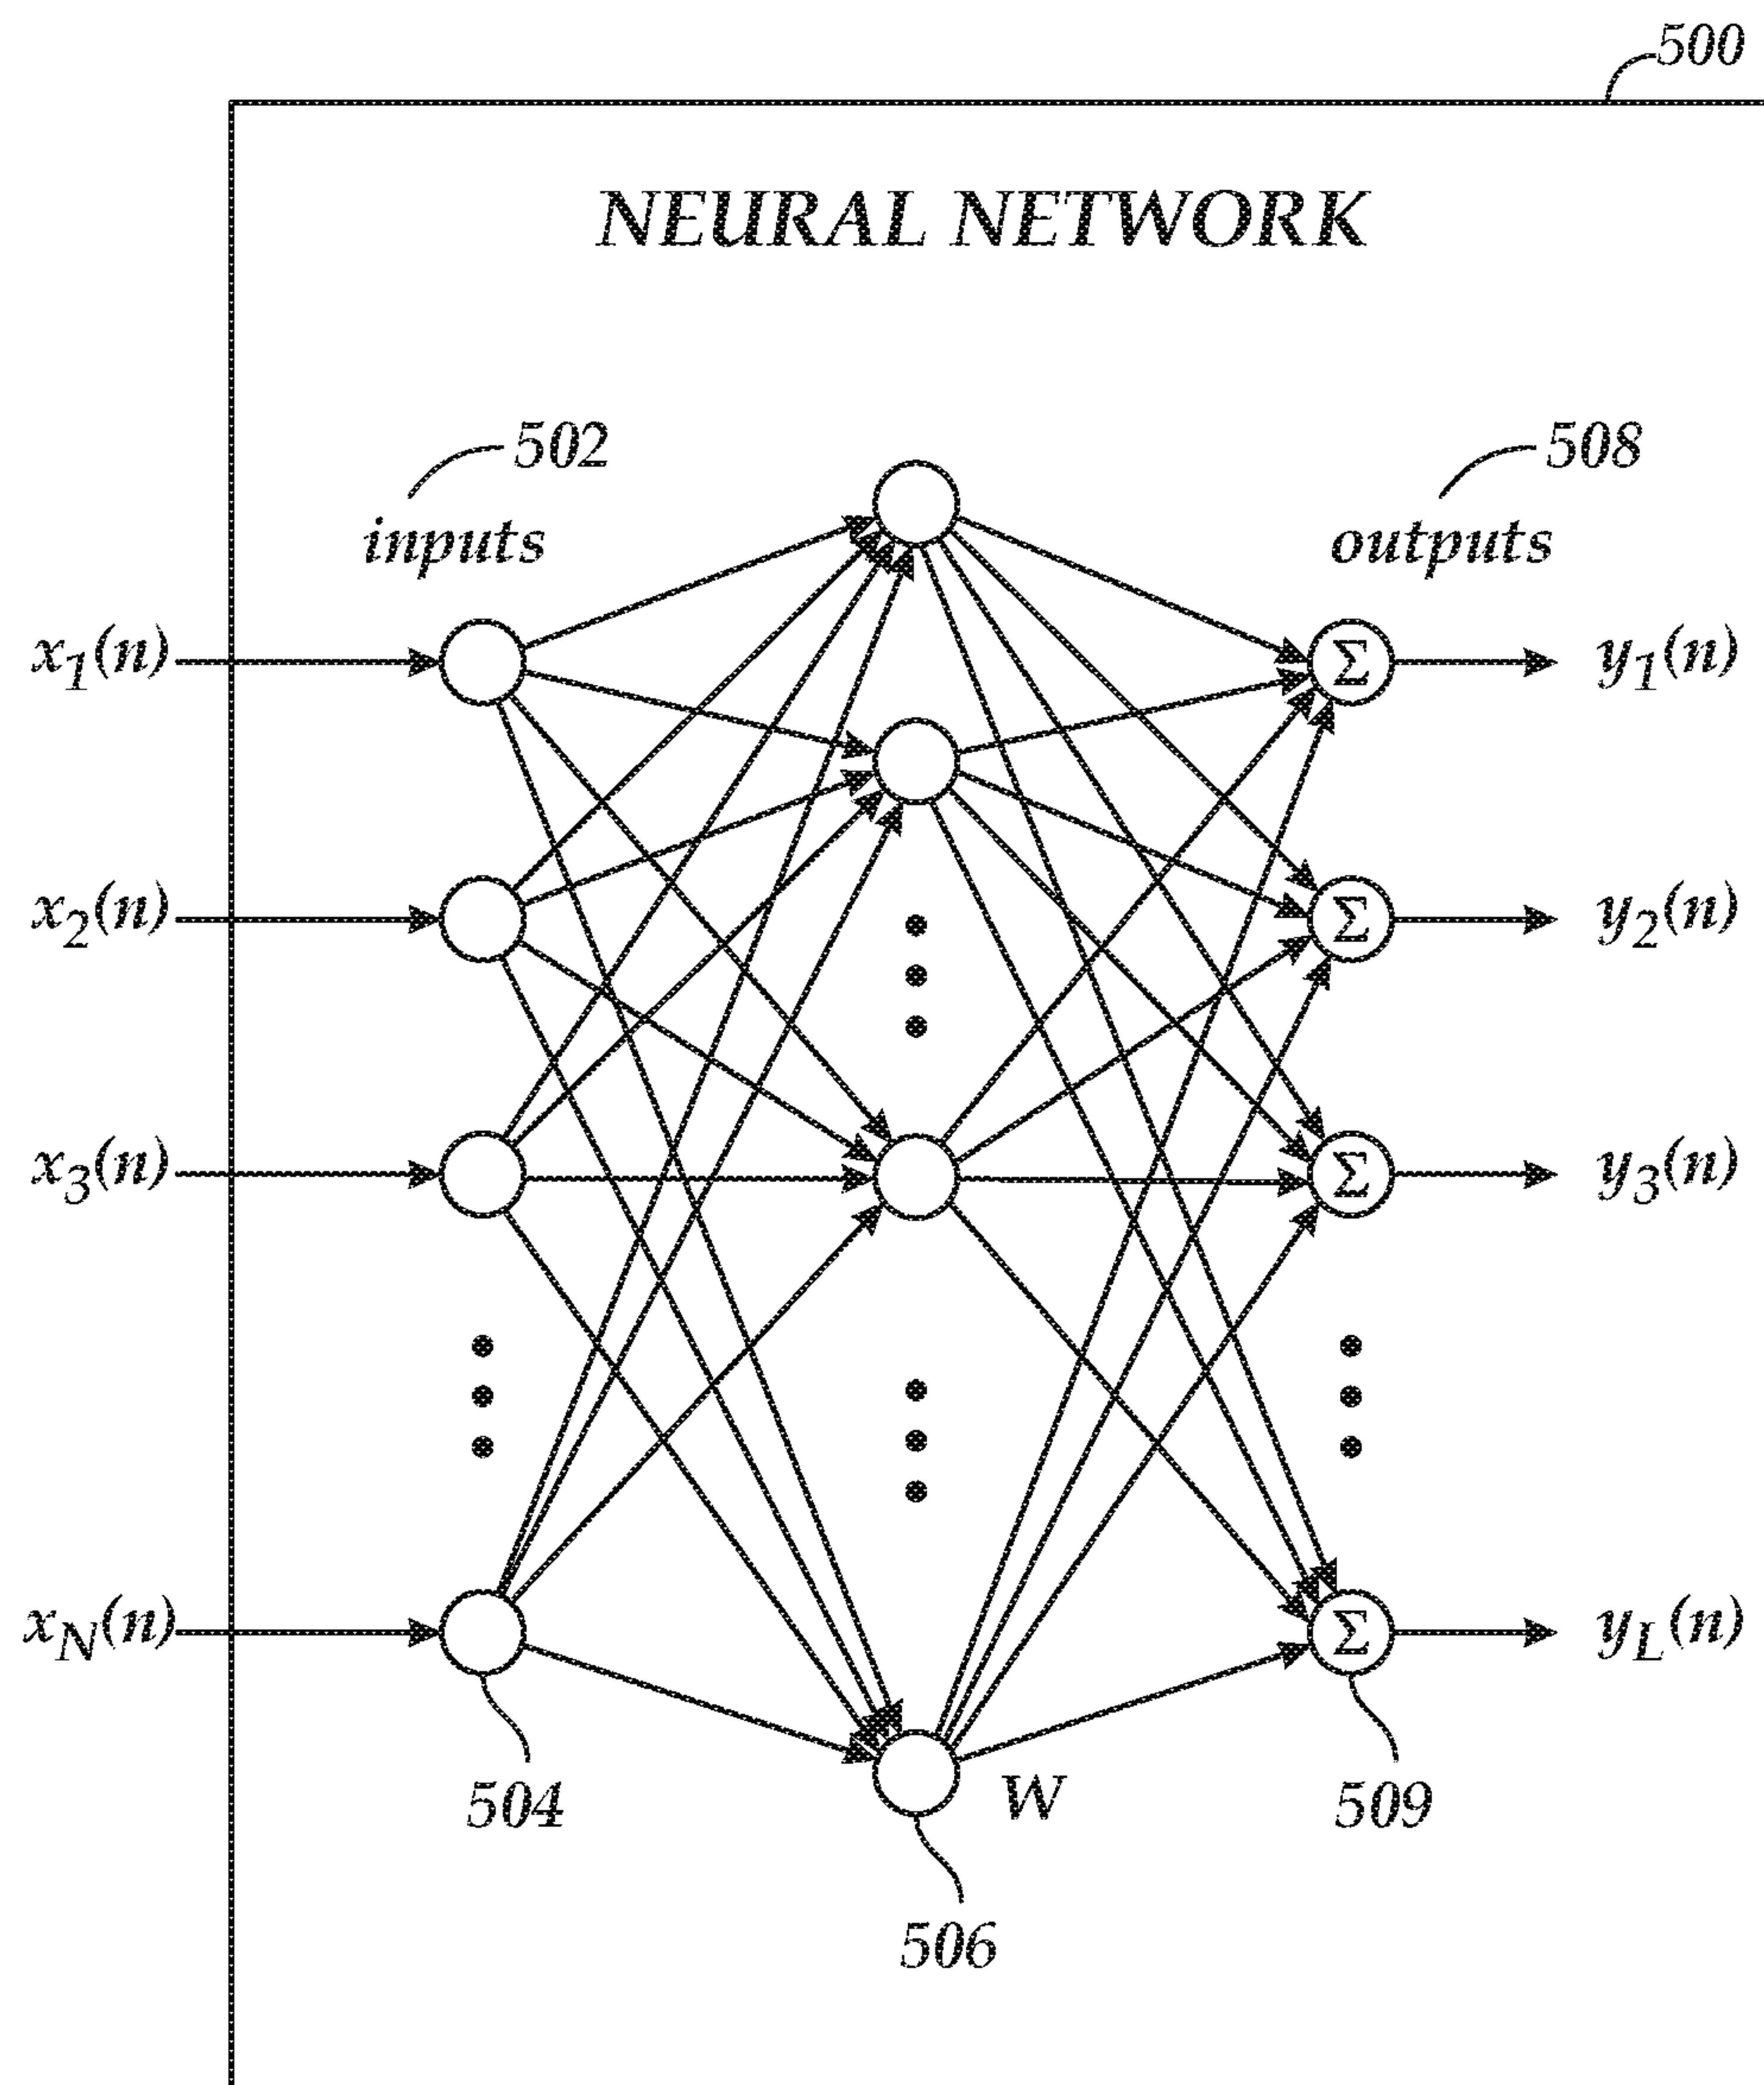 500
NEURAL NETWORK
502
508
inputs
outputs
x1(n)
Σ
y1(n)
x2(n)
Σ
y2(n)
x3(n)
Σ
y3(n)
xN(n)
Σ
yL(n)
504
W
509
506